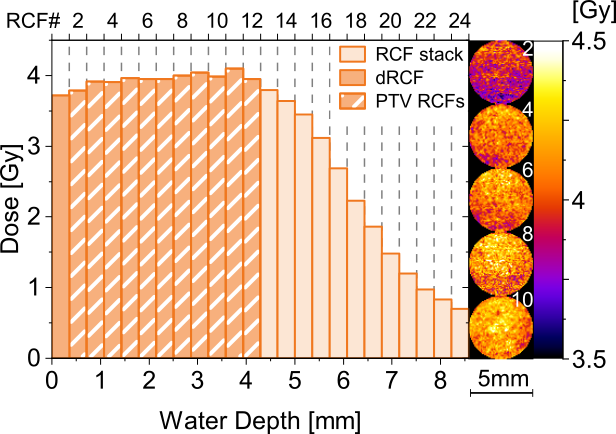 RCF# 2 4 6 8 10 12 14 16 18 20 22 24 [Gy]
RCF stack
dRCF
PTV RCFs
Dose [Gy]
4
3
2
1
0
0 1 2 3 4 5 6 7 8
Water Depth [mm]
2
4
6
8
10
5mm
4.5
4
3.5